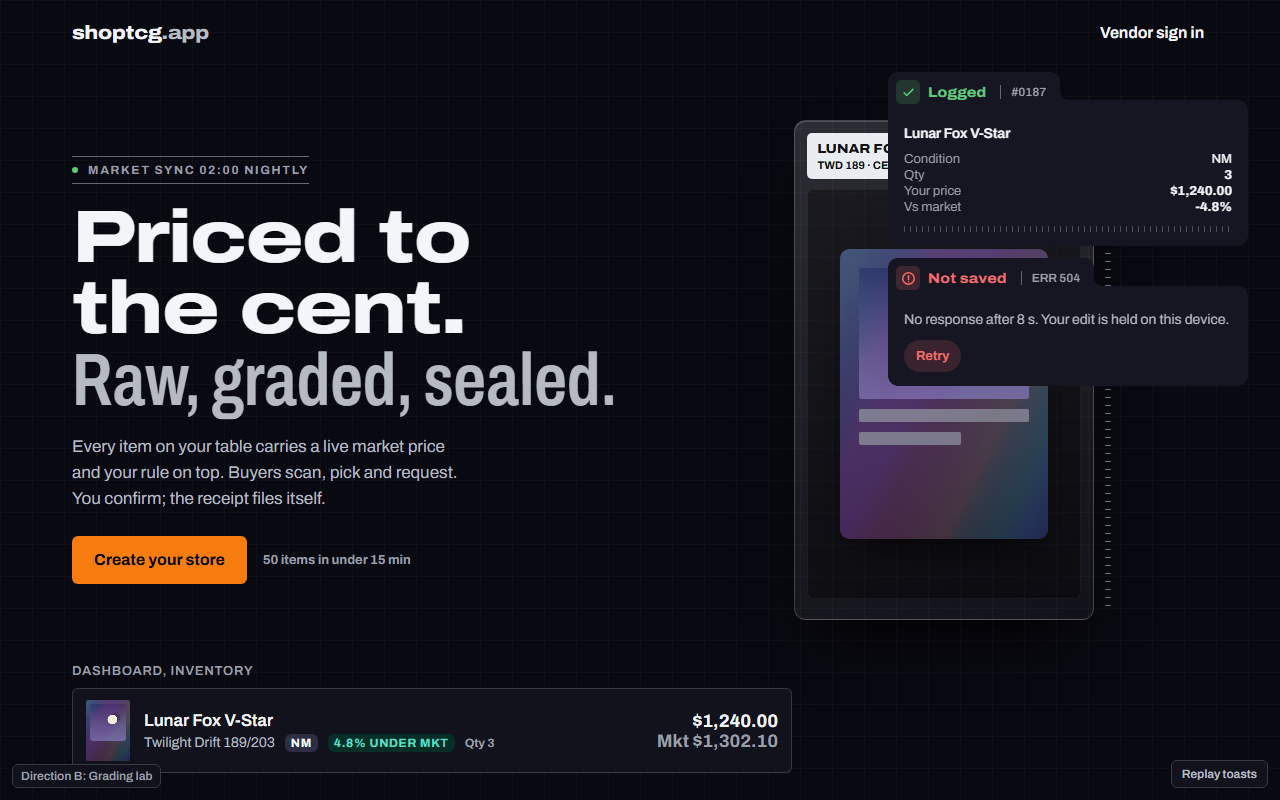 shoptcg.app
Vendor sign in
Logged
#0187
Lunar Fox V-Star
Condition NM
Qty 3
Your price $1,240.00
Vs market -4.8%
LUNAR FO
TWD 189 · CE
Not saved
ERR 504
No response after 8 s. Your edit is held on this device.
Retry
MARKET SYNC 02:00 NIGHTLY
Priced to
the cent.
Raw, graded, sealed.
Every item on your table carries a live market price
and your rule on top. Buyers scan, pick and request.
You confirm; the receipt files itself.
Create your store
50 items in under 15 min
DASHBOARD, INVENTORY
Lunar Fox V-Star
$1,240.00
Twilight Drift 189/203 NM 4.8% UNDER MKT Qty 3
Mkt $1,302.10
Direction B: Grading lab
Replay toasts